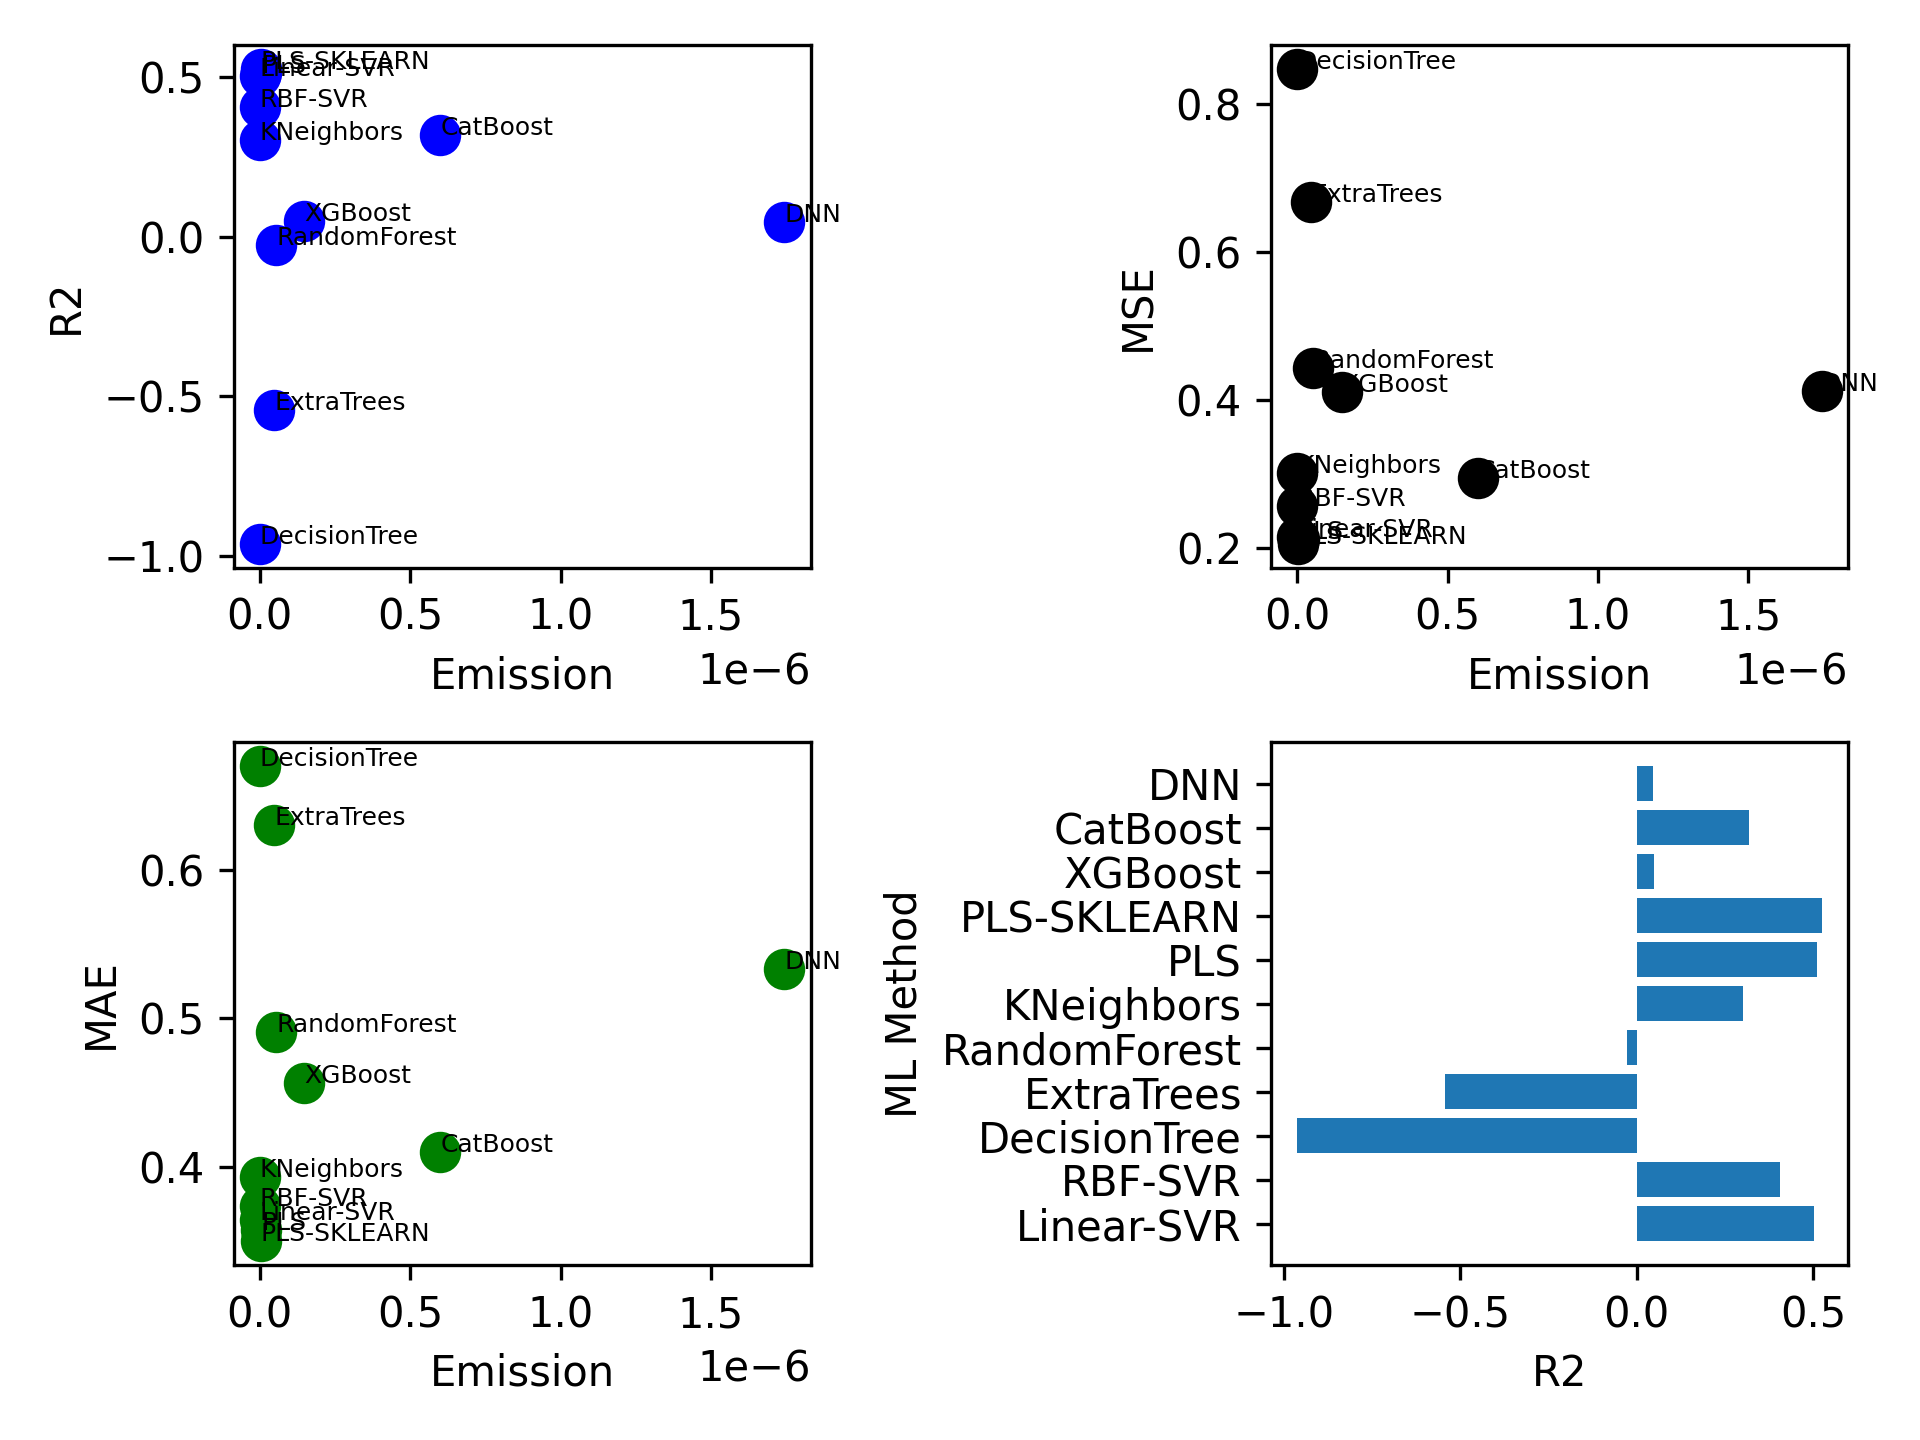 R2
0.5
0.0
−0.5
−1.0
PLS-SKLEARN
PLS
Linear-SVR
RBF-SVR
KNeighbors
CatBoost
XGBoost
DNN
RandomForest
ExtraTrees
DecisionTree
0.0 0.5 1.0 1.5
1e−6
Emission
MSE
0.8
0.6
0.4
0.2
DecisionTree
ExtraTrees
RandomForest
XGBoost
DNN
KNeighbors
CatBoost
RBF-SVR
Linear-SVR
PLS
PLS-SKLEARN
0.0 0.5 1.0 1.5
1e−6
Emission
MAE
0.6
0.5
0.4
DecisionTree
ExtraTrees
DNN
RandomForest
XGBoost
CatBoost
KNeighbors
RBF-SVR
Linear-SVR
PLS
PLS-SKLEARN
0.0 0.5 1.0 1.5
1e−6
Emission
ML Method
DNN
CatBoost
XGBoost
PLS-SKLEARN
PLS
KNeighbors
RandomForest
ExtraTrees
DecisionTree
RBF-SVR
Linear-SVR
−1.0 −0.5 0.0 0.5
R2